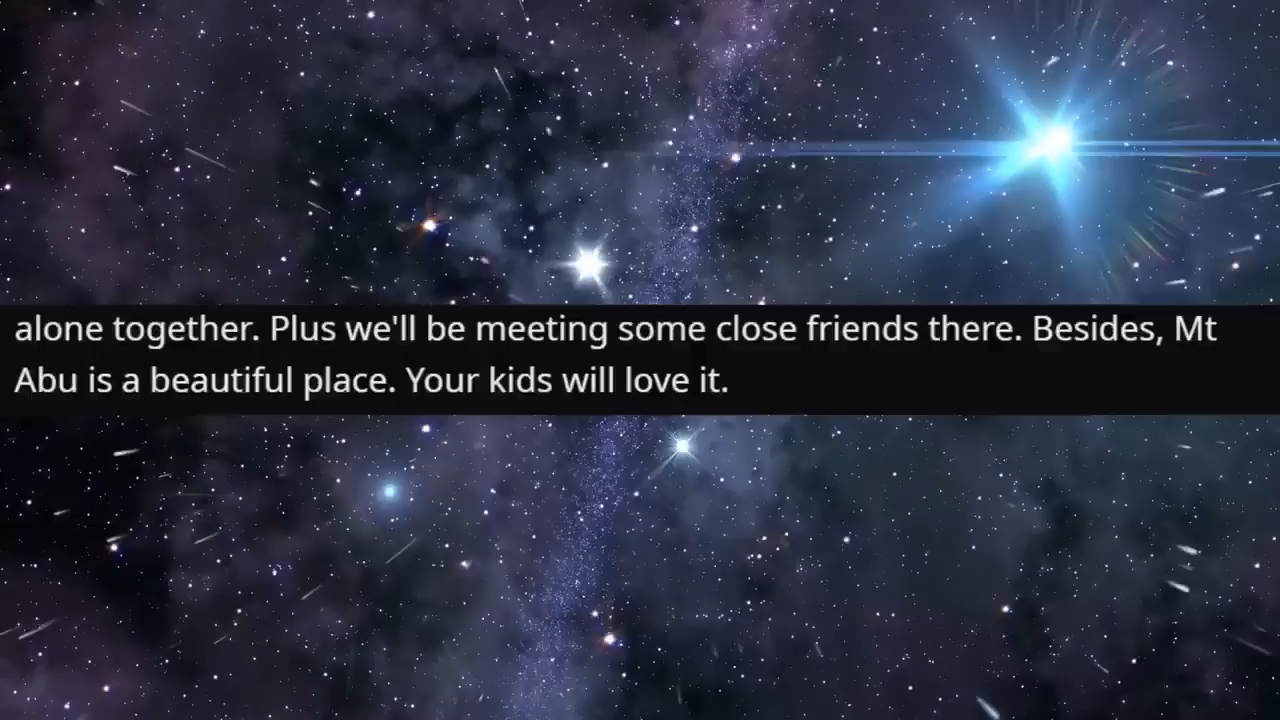 alone together. Plus we'll be meeting some close friends there. Besides, Mt
Abu is a beautiful place. Your kids will love it.